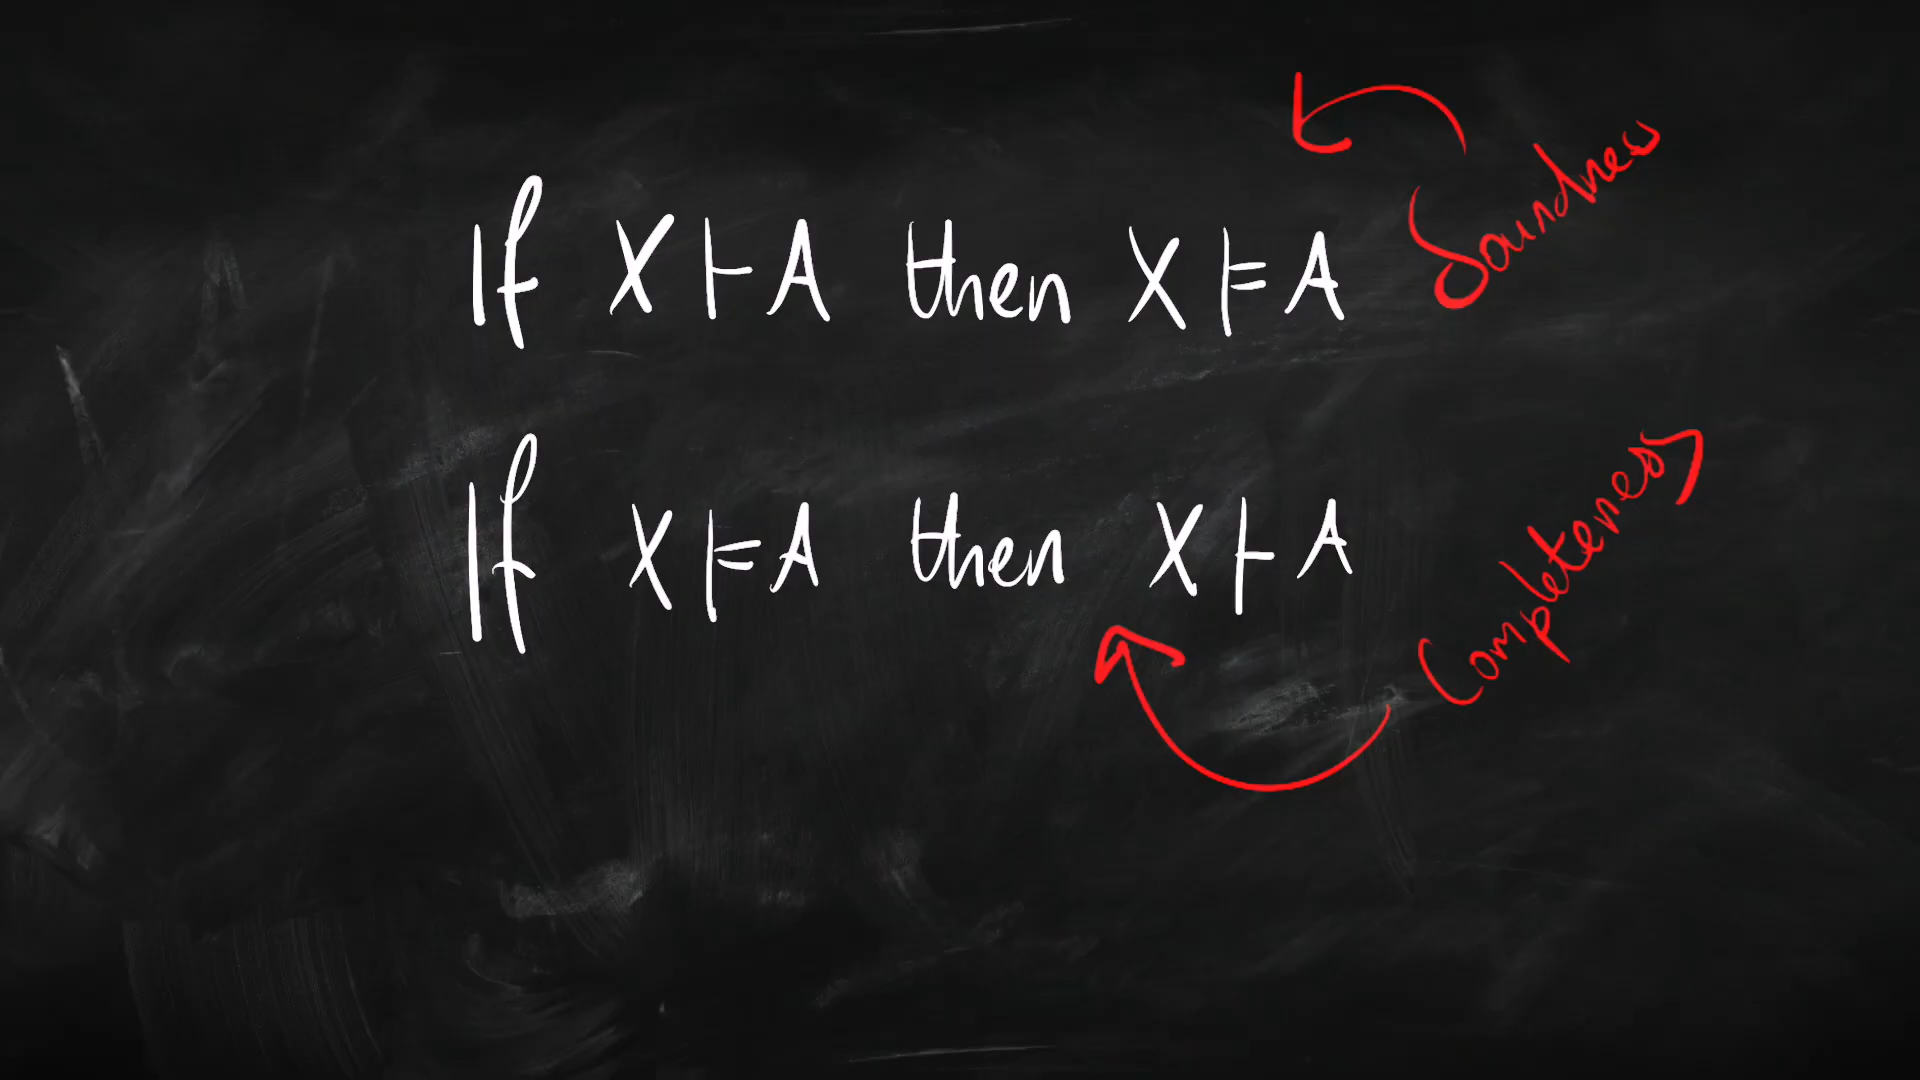 If X ⊢ A then X ⊨ A
Soundness
If X ⊨ A then X ⊢ A
Completeness